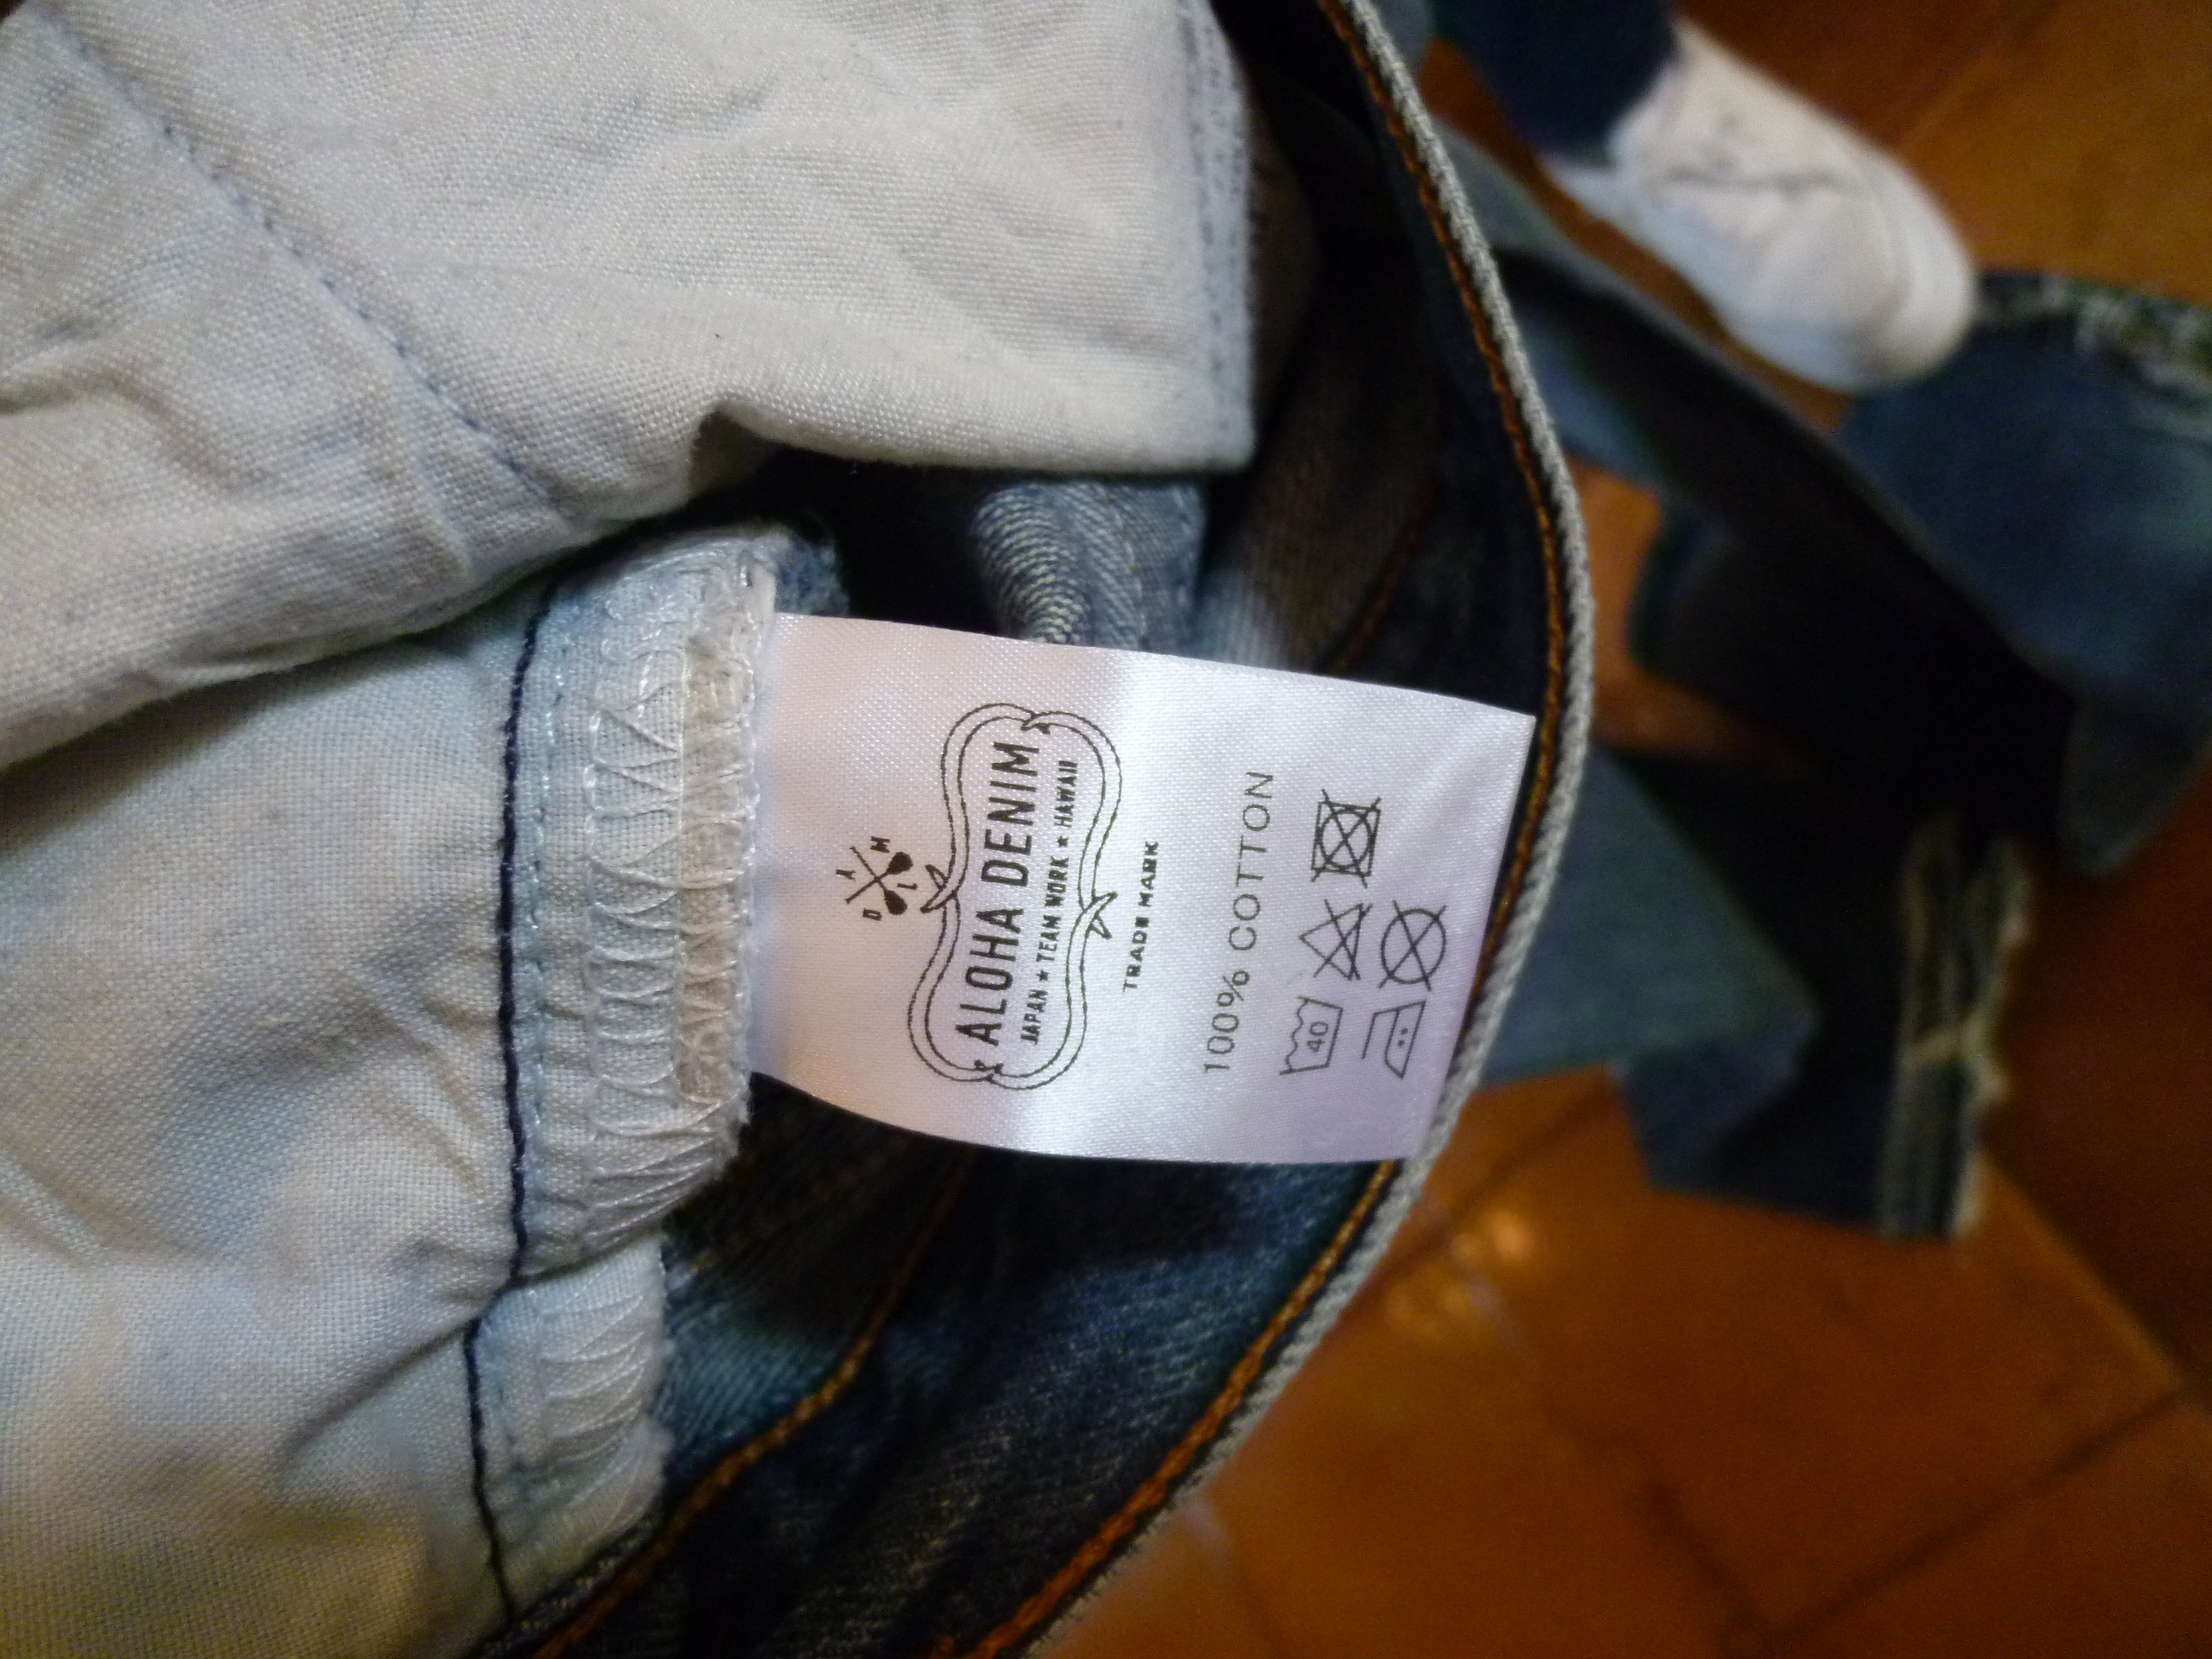 D Y L M
ALOHA DENIM
JAPAN ★ TEAM WORK ★ HAWAII
TRADE MARK
100% COTTON
40